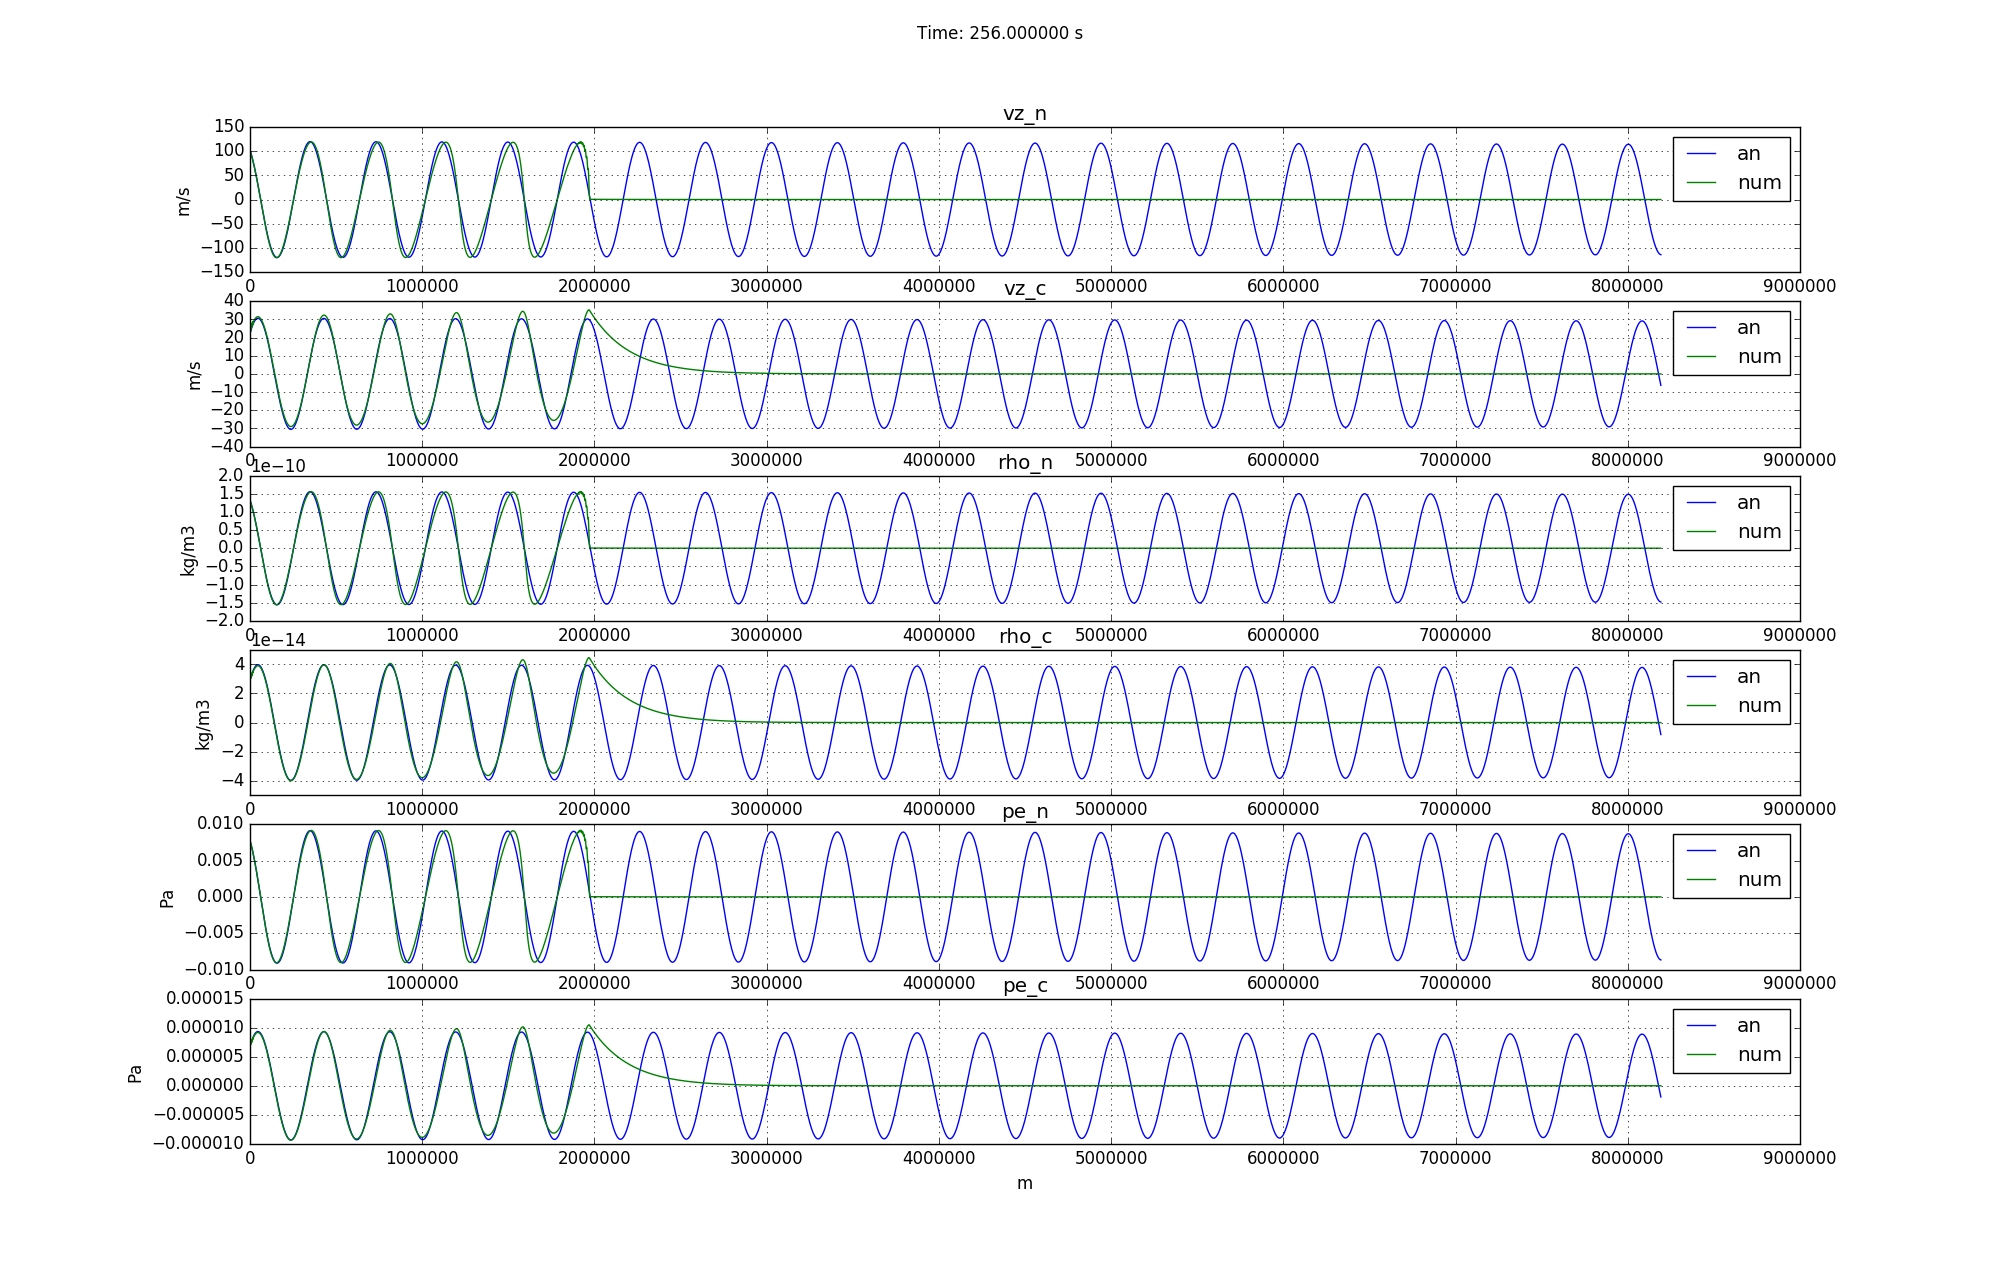 Time: 256.000000 s
vz_n
150
100
50
0
−50
−100
−150
m/s
an
num
0 1000000 2000000 3000000 4000000 5000000 6000000 7000000 8000000 9000000
vz_c
40
30
20
10
0
−10
−20
−30
−40
m/s
an
num
0 1000000 2000000 3000000 4000000 5000000 6000000 7000000 8000000 9000000
1e−10
rho_n
2.0
1.5
1.0
0.5
0.0
−0.5
−1.0
−1.5
−2.0
kg/m3
an
num
0 1000000 2000000 3000000 4000000 5000000 6000000 7000000 8000000 9000000
1e−14
rho_c
4
2
0
−2
−4
kg/m3
an
num
0 1000000 2000000 3000000 4000000 5000000 6000000 7000000 8000000 9000000
pe_n
0.010
0.005
0.000
−0.005
−0.010
Pa
an
num
0 1000000 2000000 3000000 4000000 5000000 6000000 7000000 8000000 9000000
pe_c
0.000015
0.000010
0.000005
0.000000
−0.000005
−0.000010
Pa
an
num
0 1000000 2000000 3000000 4000000 5000000 6000000 7000000 8000000 9000000
m